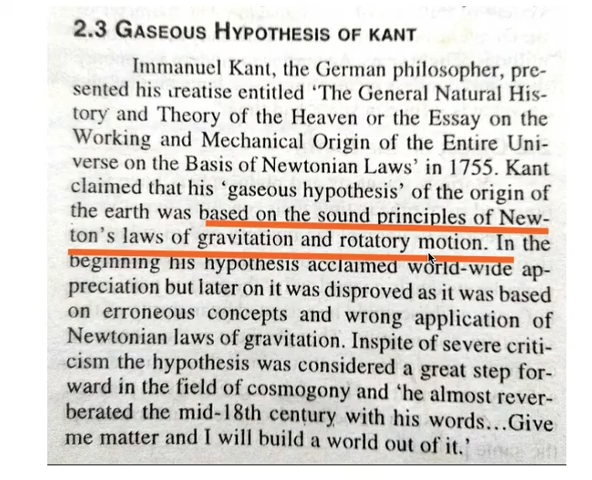 2.3 GASEOUS HYPOTHESIS OF KANT
Immanuel Kant, the German philosopher, pre-
sented his treatise entitled ‘The General Natural His-
tory and Theory of the Heaven or the Essay on the
Working and Mechanical Origin of the Entire Uni-
verse on the Basis of Newtonian Laws’ in 1755. Kant
claimed that his ‘gaseous hypothesis’ of the origin of
the earth was based on the sound principles of New-
ton’s laws of gravitation and rotatory motion. In the
beginning his hypothesis acclaimed world-wide ap-
preciation but later on it was disproved as it was based
on erroneous concepts and wrong application of
Newtonian laws of gravitation. Inspite of severe criti-
cism the hypothesis was considered a great step for-
ward in the field of cosmogony and ‘he almost rever-
berated the mid-18th century with his words...Give
me matter and I will build a world out of it.’